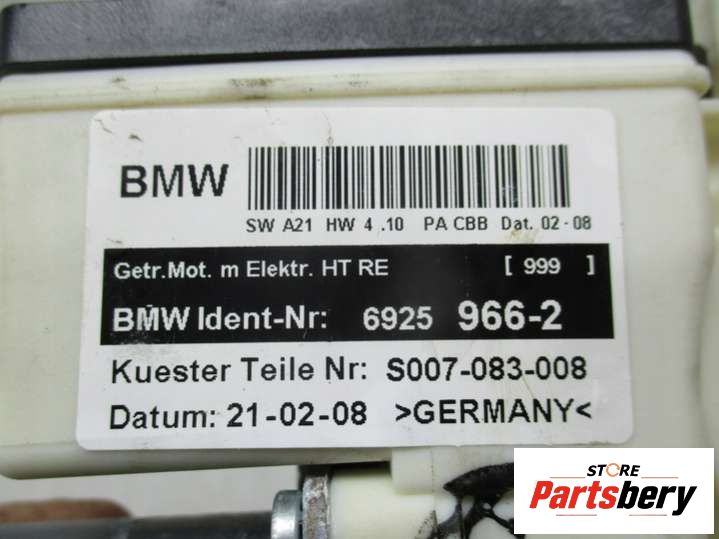 BMW
SW A21 HW 4 .10 PA CBB Dat. 02-08
Getr.Mot. m Elektr. HT RE [ 999 ]
BMW Ident-Nr: 6925 966-2
Kuester Teile Nr: S007-083-008
Datum: 21-02-08 >GERMANY<
STORE
Partsbery